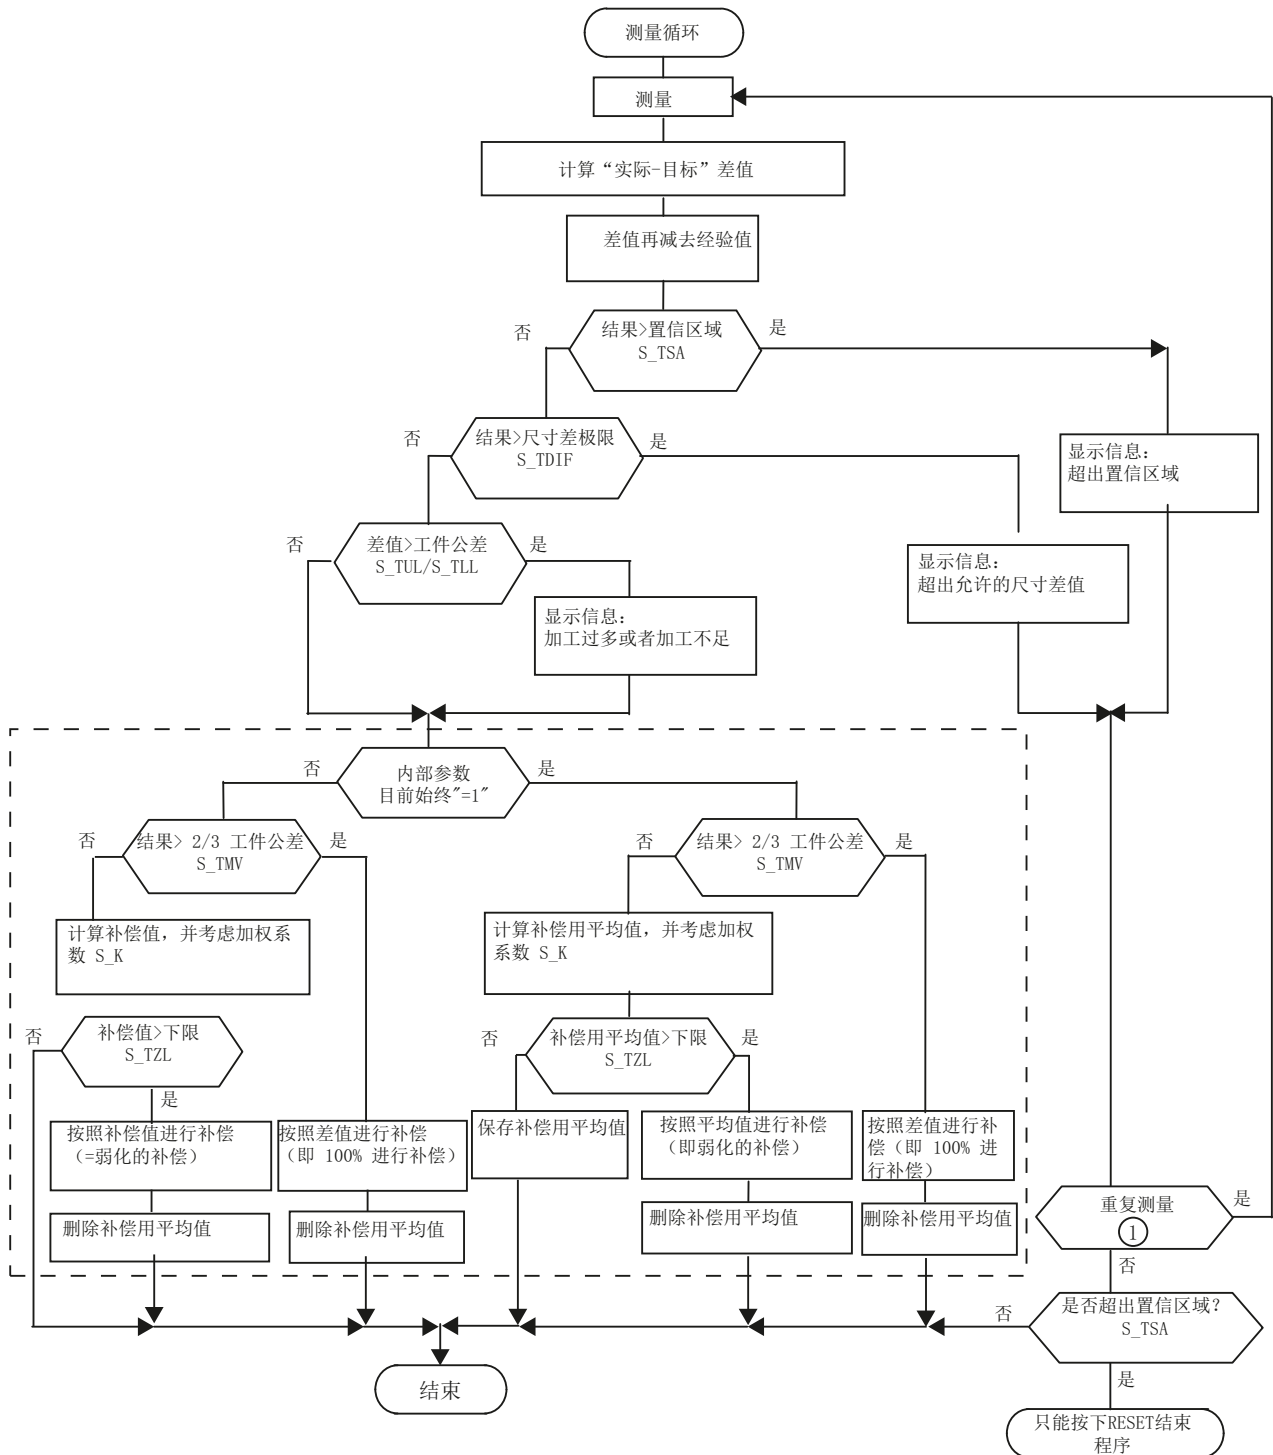 测量循环
测量
计算“实际-目标”差值
差值再减去经验值
否
结果>置信区域
S_TSA
是
否
结果>尺寸差极限
S_TDIF
是
显示信息:
超出置信区域
否
差值>工件公差
S_TUL/S_TLL
是
显示信息:
超出允许的尺寸差值
显示信息:
加工过多或者加工不足
否
内部参数
目前始终"=1"
是
否
结果> 2/3 工件公差
S_TMV
是
否
结果> 2/3 工件公差
S_TMV
是
计算补偿值，并考虑加权系
数 S_K
计算补偿用平均值，并考虑加权
系数 S_K
否
补偿值>下限
S_TZL
是
否
补偿用平均值>下限
S_TZL
是
按照补偿值进行补偿
（=弱化的补偿）
按照差值进行补偿
（即 100% 进行补偿）
保存补偿用平均值
按照平均值进行补偿
（即弱化的补偿）
按照差值进行补
偿（即 100% 进
行补偿）
删除补偿用平均值
删除补偿用平均值
删除补偿用平均值
删除补偿用平均值
重复测量
1
是
否
否
是否超出置信区域?
S_TSA
是
结束
只能按下RESET结束
程序